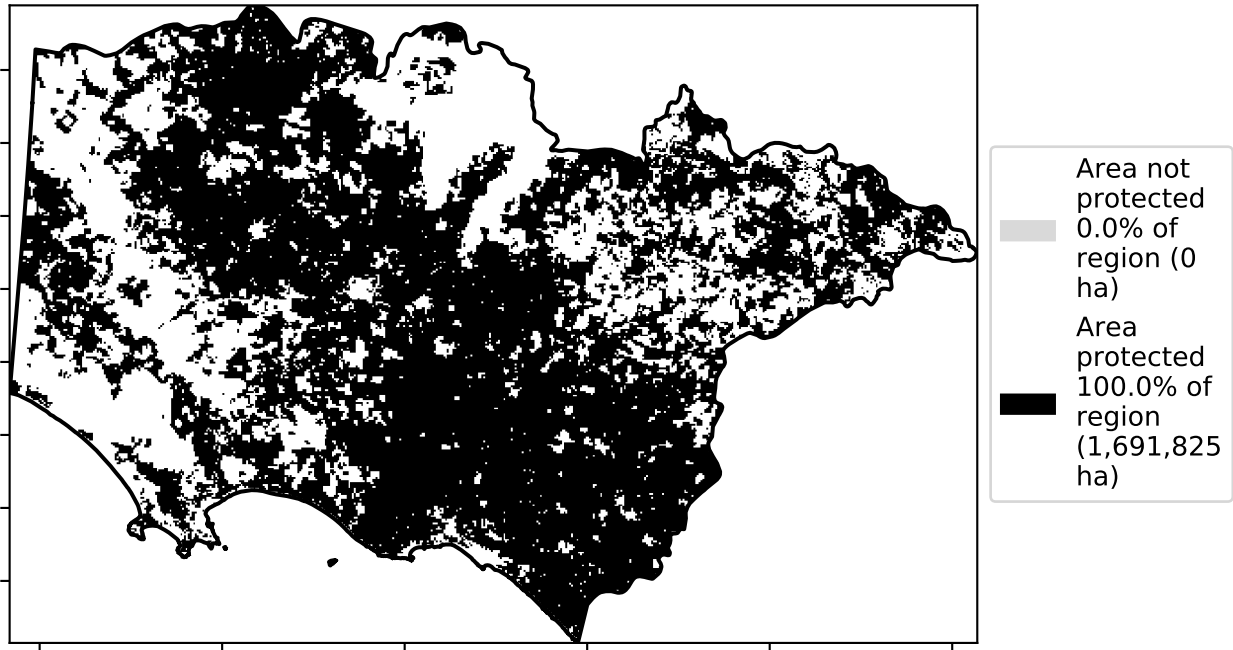 Area not
protected
0.0% of
region (0
ha)
Area
protected
100.0% of
region
(1,691,825
ha)